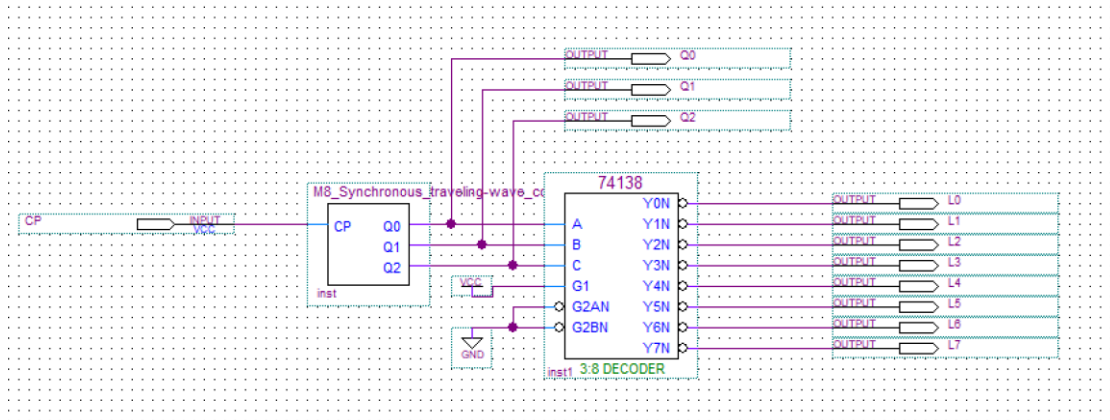 OUTPUT Q0
OUTPUT Q1
OUTPUT Q2
M8_Synchronous_traveling-wave_co
74138
CP INPUT VCC
CP Q0
Q1
Q2
inst
A Y0N
B Y1N
C Y2N
G1 Y3N
G2AN Y4N
G2BN Y5N
Y6N
Y7N
VCC
GND
inst1 3:8 DECODER
OUTPUT L0
OUTPUT L1
OUTPUT L2
OUTPUT L3
OUTPUT L4
OUTPUT L5
OUTPUT L6
OUTPUT L7